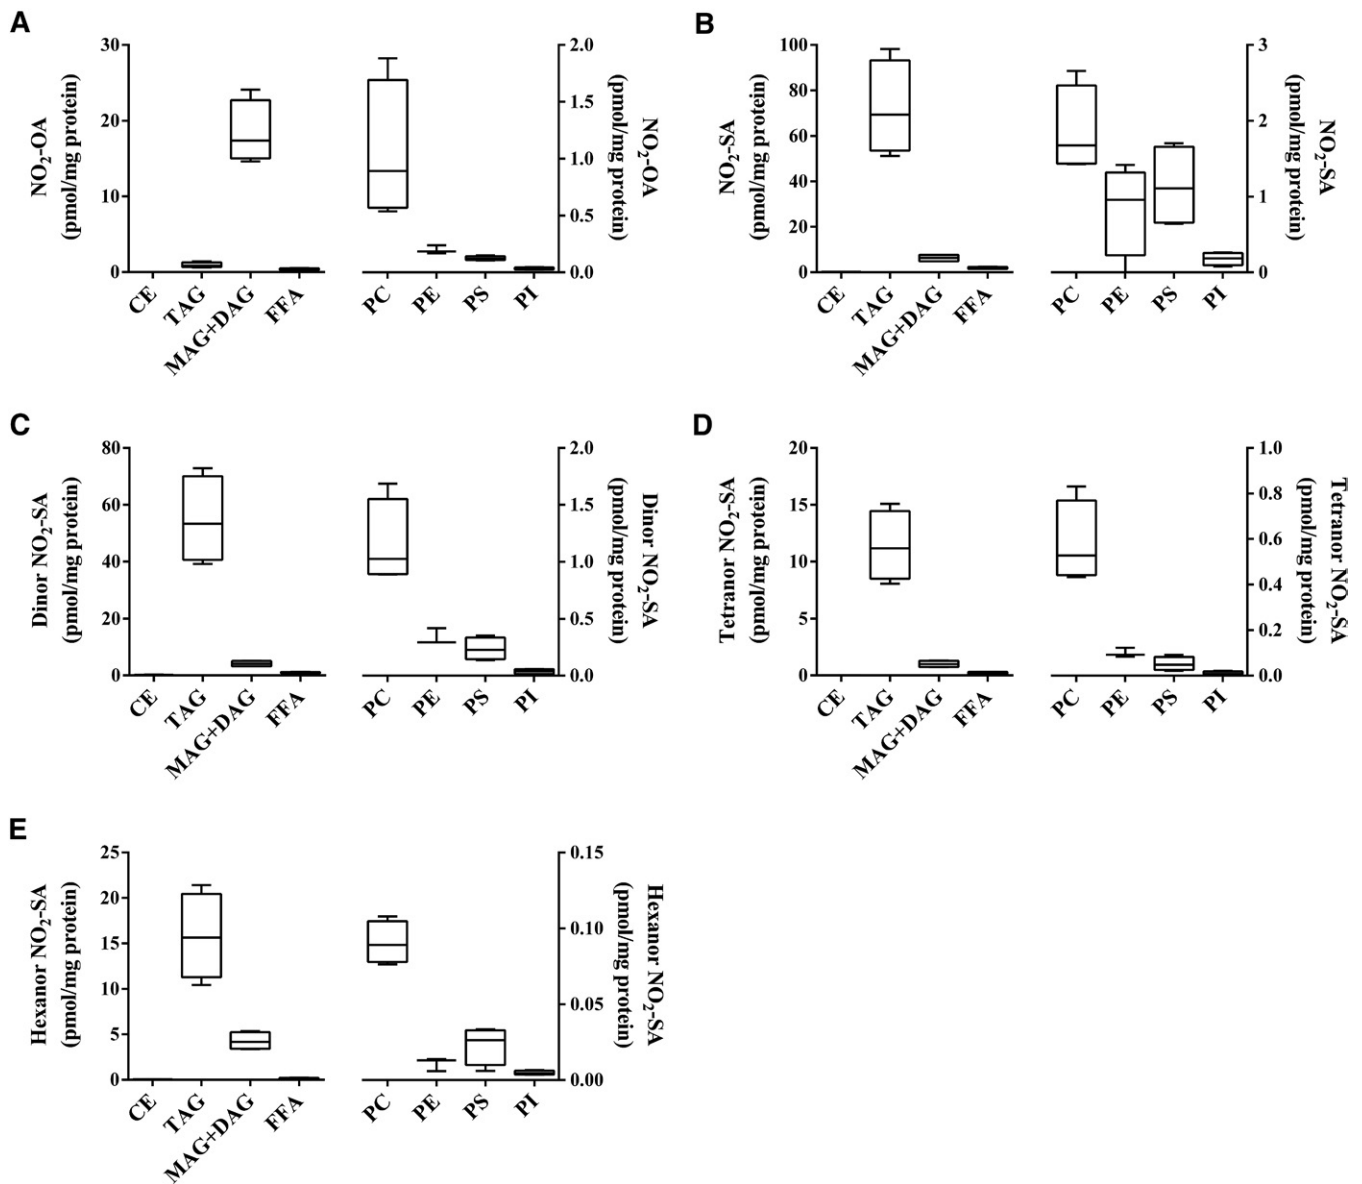 A
NO2-OA
(pmol/mg protein)
30
20
10
0
CE
TAG
MAG+DAG
FFA
PC
PE
PS
PI
2.0
1.5
1.0
0.5
0.0
NO2-OA
(pmol/mg protein)
B
NO2-SA
(pmol/mg protein)
100
80
60
40
20
0
CE
TAG
MAG+DAG
FFA
PC
PE
PS
PI
3
2
1
0
NO2-SA
(pmol/mg protein)
C
Dinor NO2-SA
(pmol/mg protein)
80
60
40
20
0
CE
TAG
MAG+DAG
FFA
PC
PE
PS
PI
2.0
1.5
1.0
0.5
0.0
Dinor NO2-SA
(pmol/mg protein)
D
Tetranor NO2-SA
(pmol/mg protein)
20
15
10
5
0
CE
TAG
MAG+DAG
FFA
PC
PE
PS
PI
1.0
0.8
0.6
0.4
0.2
0.0
Tetranor NO2-SA
(pmol/mg protein)
E
Hexanor NO2-SA
(pmol/mg protein)
25
20
15
10
5
0
CE
TAG
MAG+DAG
FFA
PC
PE
PS
PI
0.15
0.10
0.05
0.00
Hexanor NO2-SA
(pmol/mg protein)